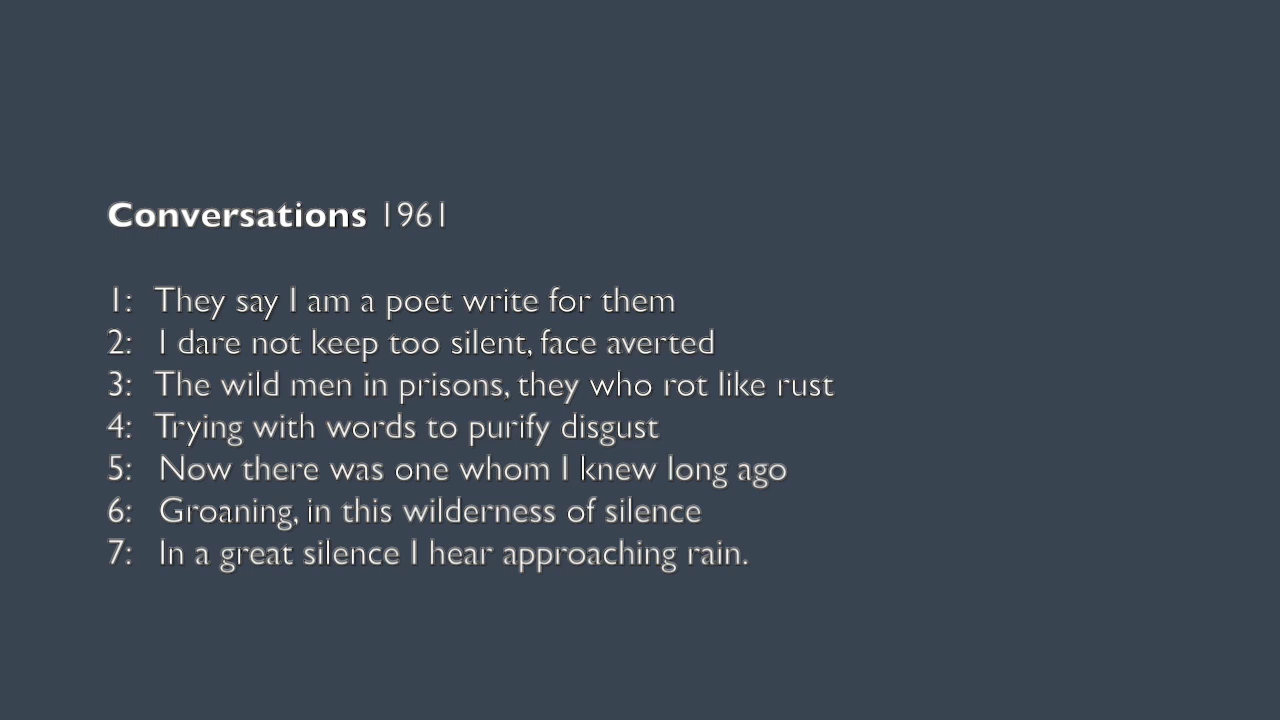 Conversations 1961
1: They say I am a poet write for them
2: I dare not keep too silent, face averted
3: The wild men in prisons, they who rot like rust
4: Trying with words to purify disgust
5: Now there was one whom I knew long ago
6: Groaning, in this wilderness of silence
7: In a great silence I hear approaching rain.